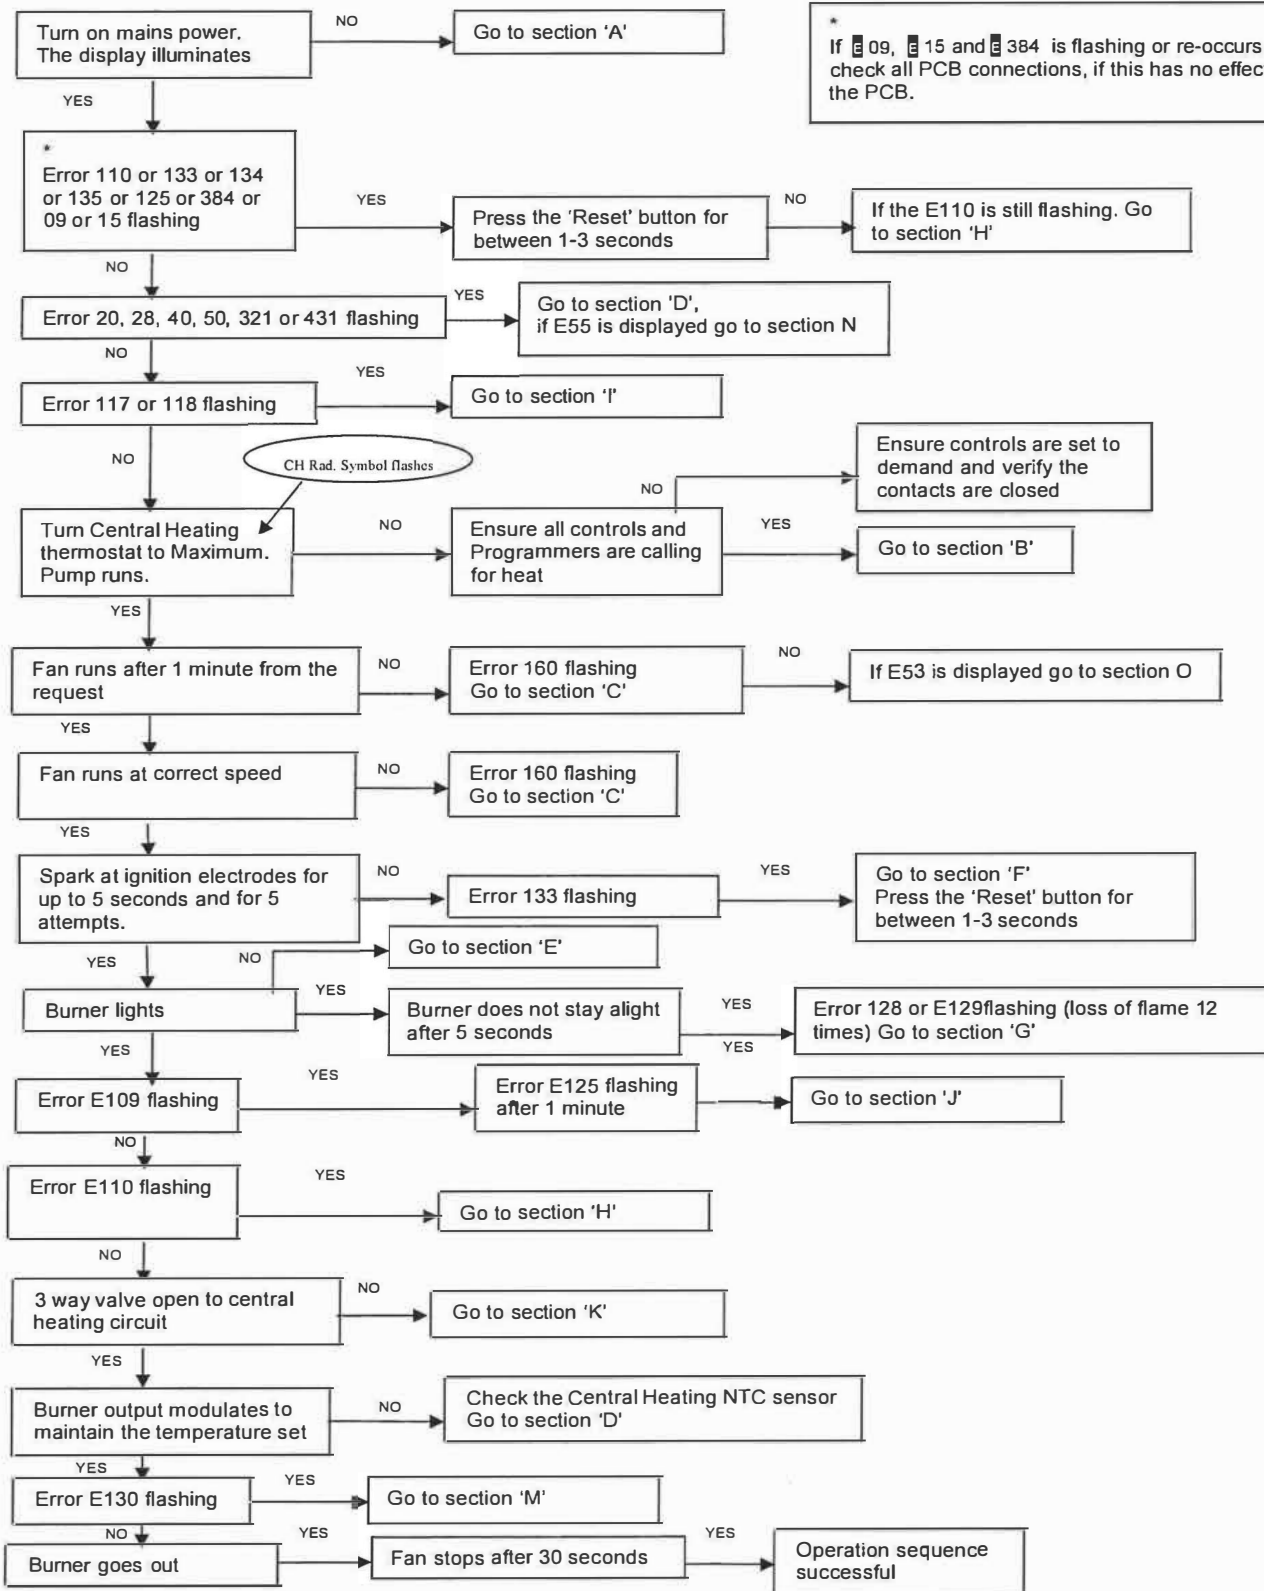 Turn on mains power.
The display illuminates
NO
Go to section 'A'
*
If E 09, E 15 and E 384 is flashing or re-occurs
check all PCB connections, if this has no effec
the PCB.
YES
*
Error 110 or 133 or 134
or 135 or 125 or 384 or
09 or 15 flashing
YES
Press the 'Reset' button for
between 1-3 seconds
NO
If the E110 is still flashing. Go
to section 'H'
NO
Error 20, 28, 40, 50, 321 or 431 flashing
YES
Go to section 'D',
if E55 is displayed go to section N
NO
Error 117 or 118 flashing
YES
Go to section 'I'
NO
CH Rad. Symbol flashes
Turn Central Heating
thermostat to Maximum.
Pump runs.
NO
Ensure all controls and
Programmers are calling
for heat
NO
Ensure controls are set to
demand and verify the
contacts are closed
YES
Go to section 'B'
YES
Fan runs after 1 minute from the
request
NO
Error 160 flashing
Go to section 'C'
NO
If E53 is displayed go to section O
YES
Fan runs at correct speed
NO
Error 160 flashing
Go to section 'C'
YES
Spark at ignition electrodes for
up to 5 seconds and for 5
attempts.
NO
Error 133 flashing
YES
Go to section 'F'
Press the 'Reset' button for
between 1-3 seconds
YES
NO
Go to section 'E'
Burner lights
YES
Burner does not stay alight
after 5 seconds
YES
YES
Error 128 or E129flashing (loss of flame 12
times) Go to section 'G'
YES
Error E109 flashing
YES
Error E125 flashing
after 1 minute
Go to section 'J'
NO
Error E110 flashing
YES
Go to section 'H'
NO
3 way valve open to central
heating circuit
NO
Go to section 'K'
YES
Burner output modulates to
maintain the temperature set
NO
Check the Central Heating NTC sensor
Go to section 'D'
YES
Error E130 flashing
YES
Go to section 'M'
NO
Burner goes out
YES
Fan stops after 30 seconds
YES
Operation sequence
successful